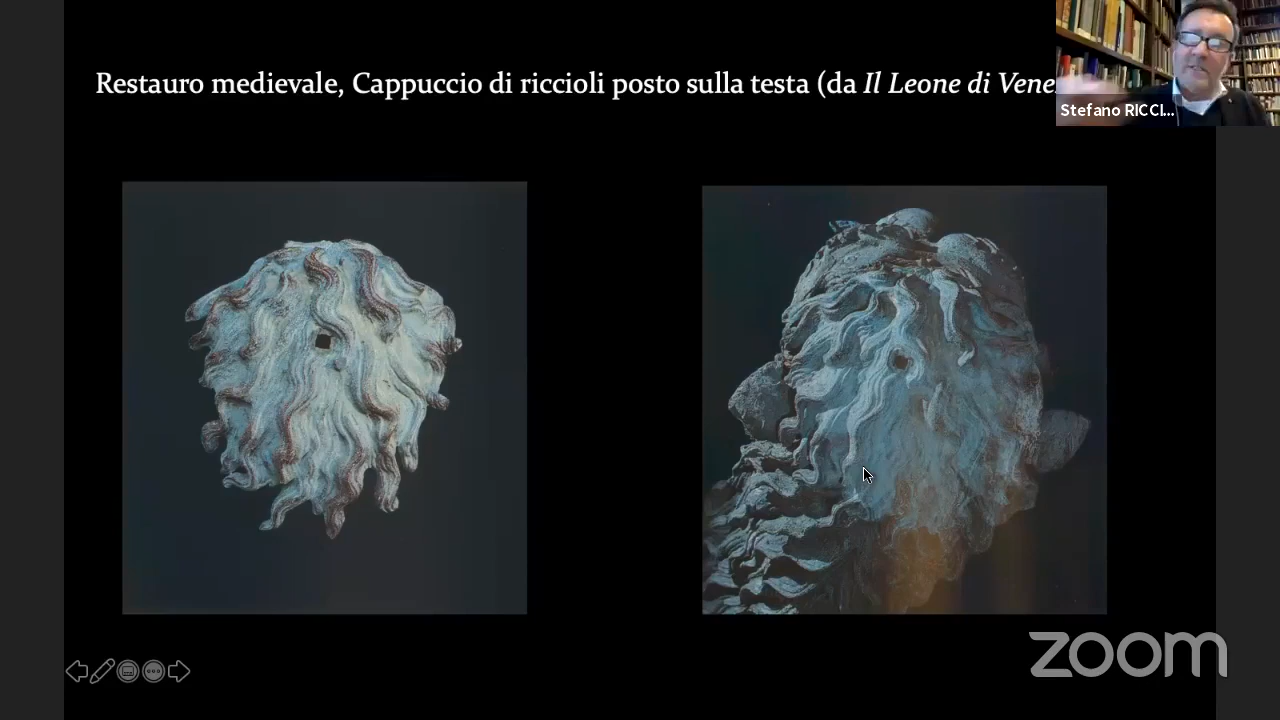 Restauro medievale, Cappuccio di riccioli posto sulla testa (da Il Leone di Vene
Stefano RICCI...
zoom